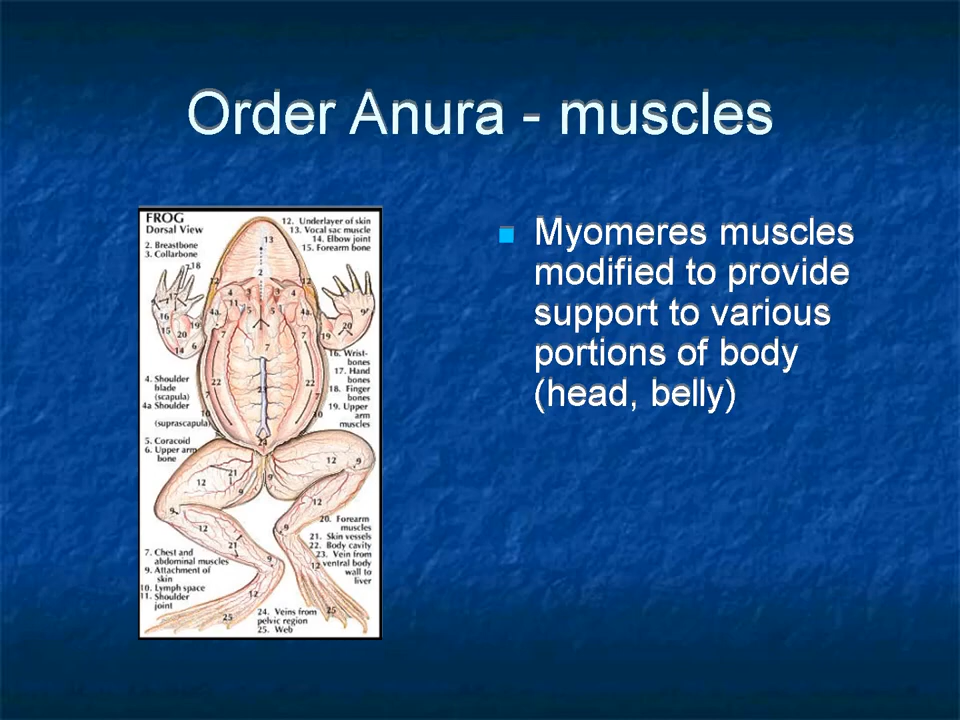 Order Anura - muscles
FROG
Dorsal View
2. Breastbone
3. Collarbone
12. Underlayer of skin
13. Vocal sac muscle
14. Elbow joint
15. Forearm bone
16. Wrist-
bones
17. Hand
bones
18. Finger
bones
19. Upper
arm
muscles
4. Shoulder
blade
(scapula)
4a Shoulder
(suprascapula)
5. Coracoid
6. Upper arm
bone
20. Forearm
muscles
21. Skin vessels
22. Body cavity
23. Vein from
ventral body
wall to
liver
7. Chest and
abdominal muscles
9. Attachment of
skin
10. Lymph space
11. Shoulder
joint
24. Veins from
pelvic region
25. Web
Myomeres muscles
modified to provide
support to various
portions of body
(head, belly)